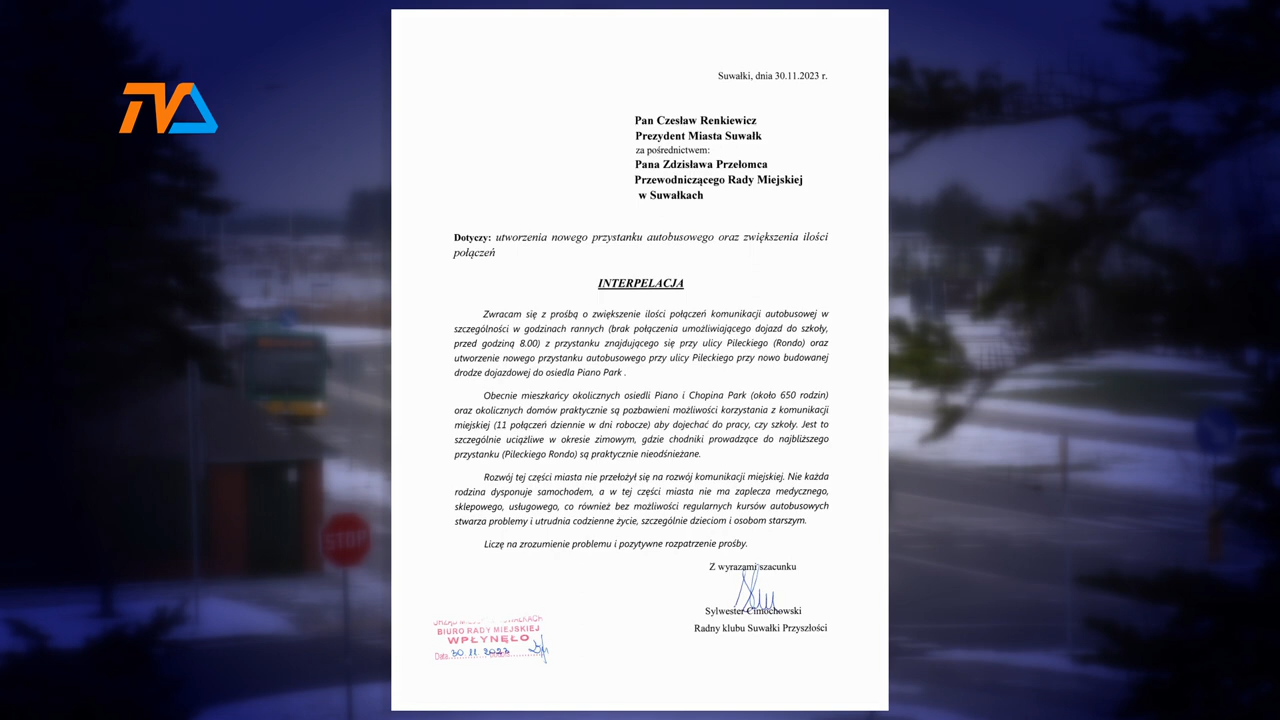 TVA
Suwałki, dnia 30.11.2023 r.
Pan Czesław Renkiewicz
Prezydent Miasta Suwałk
za pośrednictwem:
Pana Zdzisława Przełomca
Przewodniczącego Rady Miejskiej
w Suwałkach
Dotyczy: utworzenia nowego przystanku autobusowego oraz zwiększenia ilości
połączeń
INTERPELACJA
Zwracam się z prośbą o zwiększenie ilości połączeń komunikacji autobusowej w
szczególności w godzinach rannych (brak połączenia umożliwiającego dojazd do szkoły,
przed godziną 8.00) z przystanku znajdującego się przy ulicy Pileckiego (Rondo) oraz
utworzenie nowego przystanku autobusowego przy ulicy Pileckiego przy nowo budowanej
drodze dojazdowej do osiedla Piano Park .
Obecnie mieszkańcy okolicznych osiedli Piano i Chopina Park (około 650 rodzin)
oraz okolicznych domów praktycznie są pozbawieni możliwości korzystania z komunikacji
miejskiej (11 połączeń dziennie w dni robocze) aby dojechać do pracy, czy szkoły. Jest to
szczególnie uciążliwe w okresie zimowym, gdzie chodniki prowadzące do najbliższego
przystanku (Pileckiego Rondo) są praktycznie nieodśnieżane.
Rozwój tej części miasta nie przełożył się na rozwój komunikacji miejskiej. Nie każda
rodzina dysponuje samochodem, a w tej części miasta nie ma zaplecza medycznego,
sklepowego, usługowego, co również bez możliwości regularnych kursów autobusowych
stwarza problemy i utrudnia codzienne życie, szczególnie dzieciom i osobom starszym.
Liczę na zrozumienie problemu i pozytywne rozpatrzenie prośby.
Z wyrazami szacunku
Sylwester Cimochowski
Radny klubu Suwałki Przyszłości
BIURO RADY MIEJSKIEJ
WPŁYNĘŁO
Data 30.11.2023
STOP